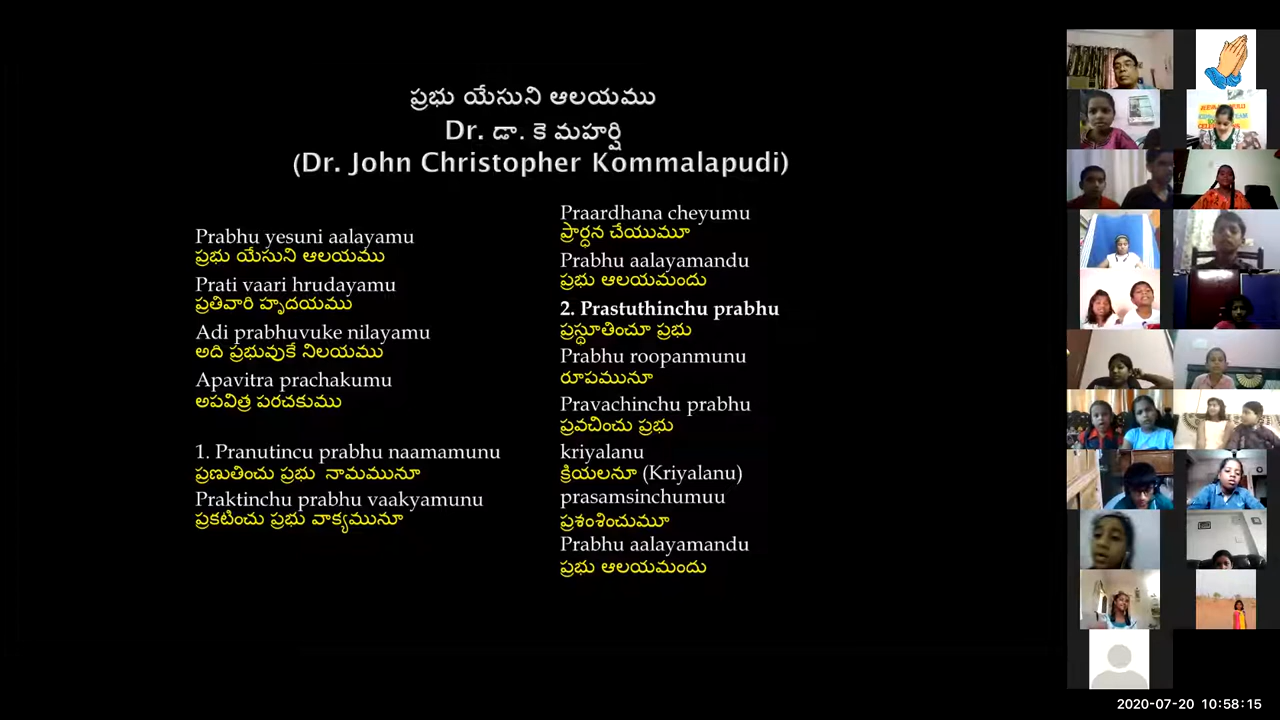 ప్రభు యేసుని ఆలయము
Dr. డా. కె మహర్షి
(Dr. John Christopher Kommalapudi)
Prabhu yesuni aalayamu
ప్రభు యేసుని ఆలయము
Prati vaari hrudayamu
ప్రతివారి హృదయము
Adi prabhuvuke nilayamu
అది ప్రభువుకే నిలయము
Apavitra prachakumu
అపవిత్ర పరచకుము
1. Pranutincu prabhu naamamunu
ప్రణుతించు ప్రభు నామమునూ
Praktinchu prabhu vaakyamunu
ప్రకటించు ప్రభు వాక్యమునూ
Praardhana cheyumu
ప్రార్ధన చేయుమూ
Prabhu aalayamandu
ప్రభు ఆలయమందు
2. Prastuthinchu prabhu
ప్రస్థూతించూ ప్రభు
Prabhu roopanmunu
రూపమునూ
Pravachinchu prabhu
ప్రవచించు ప్రభు
kriyalanu
క్రియలనూ (Kriyalanu)
prasamsinchumuu
ప్రశంశించుమూ
Prabhu aalayamandu
ప్రభు ఆలయమందు
2020-07-20 10:58:15